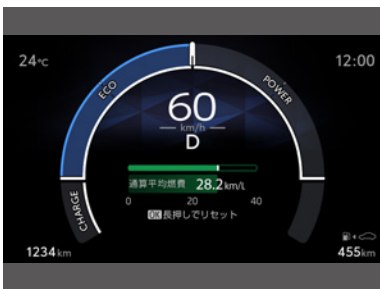 24℃
12:00
ECO
POWER
60
km/h
D
通算平均燃費 28.2km/L
0 20 40
OK長押しでリセット
CHARGE
1234km
455km